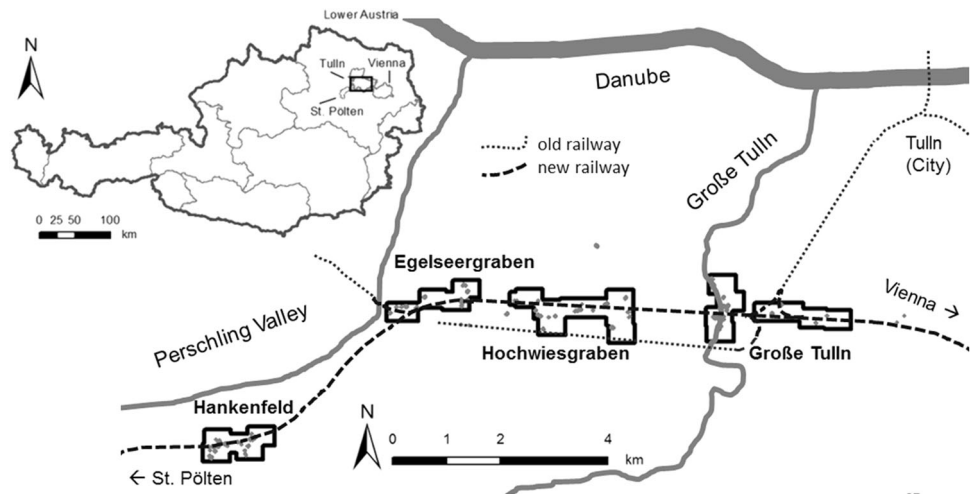 Lower Austria
N
Tulln
Vienna
St. Pölten
0 25 50 100
km
Danube
old railway
new railway
Große Tulln
Tulln
(City)
Egelseergraben
Perschling Valley
Vienna →
Hochwiesgraben
Große Tulln
Hankenfeld
N
0 1 2 4
km
← St. Pölten